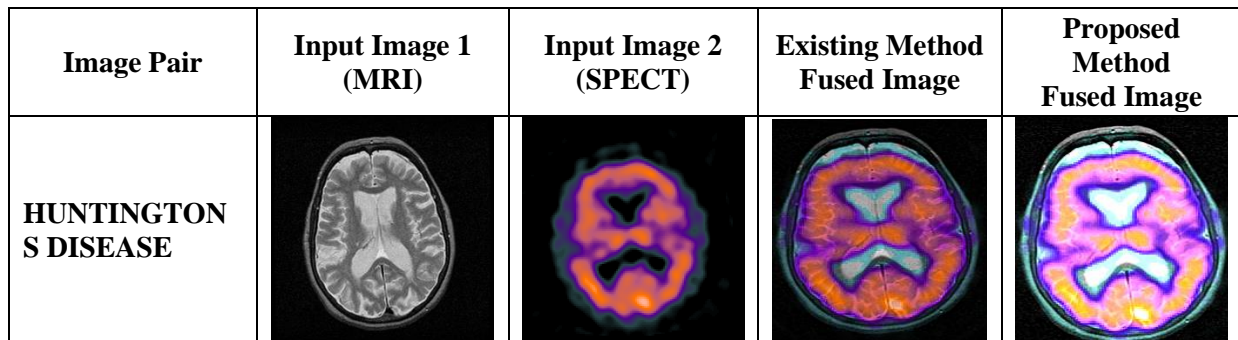 Image Pair
Input Image 1
(MRI)
Input Image 2
(SPECT)
Existing Method
Fused Image
Proposed
Method
Fused Image
HUNTINGTON
S DISEASE